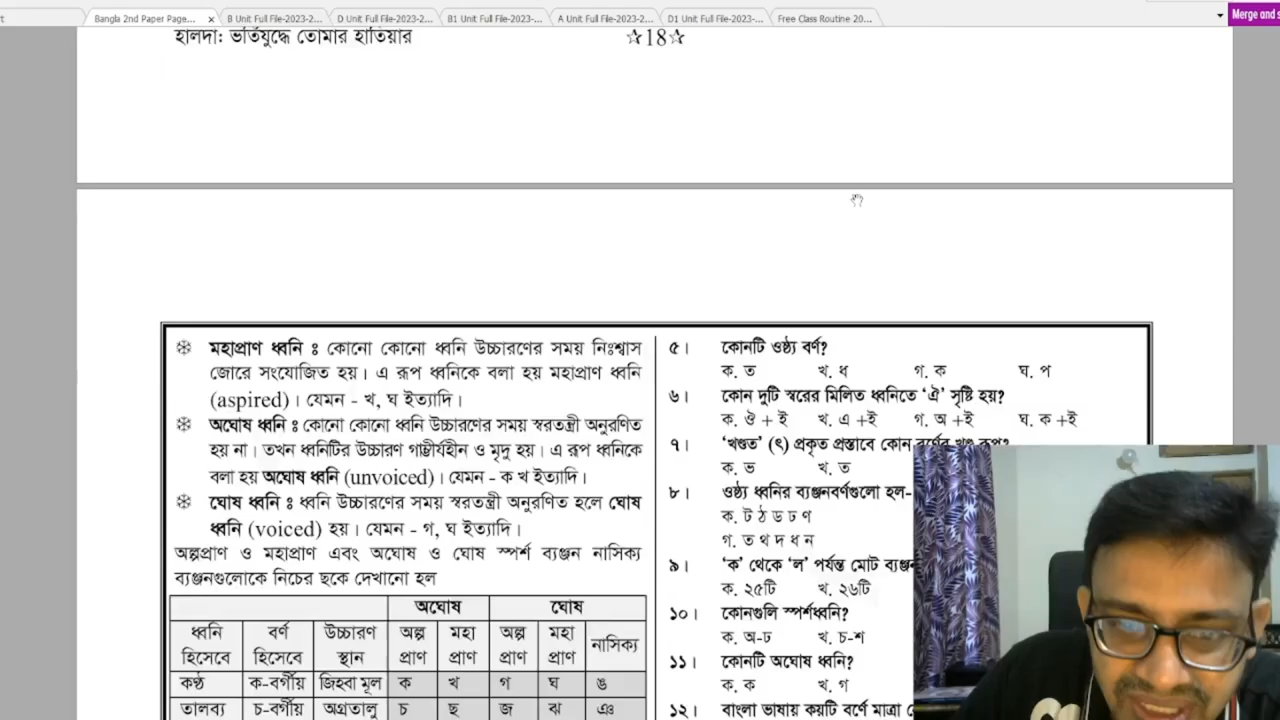 Bangla 2nd Paper Page...
B Unit Full File-2023-2...
D Unit Full File-2023-2...
B1 Unit Full File-2023-...
A Unit Full File-2023-2...
D1 Unit Full File-2023-...
Free Class Routine 20...
Merge and s
হালদা: ভর্তিযুদ্ধে তোমার হাতিয়ার
☆18☆
❄ মহাপ্রাণ ধ্বনি ঃ কোনো কোনো ধ্বনি উচ্চারণের সময় নিঃশ্বাস
জোরে সংযোজিত হয়। এ রূপ ধ্বনিকে বলা হয় মহাপ্রাণ ধ্বনি
(aspired)। যেমন - খ, ঘ ইত্যাদি।
❄ অঘোষ ধ্বনি ঃ কোনো কোনো ধ্বনি উচ্চারণের সময় স্বরতন্ত্রী অনুরণিত
হয় না। তখন ধ্বনিটির উচ্চারণ গাম্ভীর্যহীন ও মৃদু হয়। এ রূপ ধ্বনিকে
বলা হয় অঘোষ ধ্বনি (unvoiced)। যেমন - ক খ ইত্যাদি।
❄ ঘোষ ধ্বনি ঃ ধ্বনি উচ্চারণের সময় স্বরতন্ত্রী অনুরণিত হলে ঘোষ
ধ্বনি (voiced) হয়। যেমন - গ, ঘ ইত্যাদি।
অল্পপ্রাণ ও মহাপ্রাণ এবং অঘোষ ও ঘোষ স্পর্শ ব্যঞ্জন নাসিক্য
ব্যঞ্জনগুলোকে নিচের ছকে দেখানো হল
অঘোষ ঘোষ
ধ্বনি বর্ণ উচ্চারণ অল্প মহা অল্প মহা নাসিক্য
হিসেবে হিসেবে স্থান প্রাণ প্রাণ প্রাণ প্রাণ
কণ্ঠ ক-বর্গীয় জিহ্বা মূল ক খ গ ঘ ঙ
তালব্য চ-বর্গীয় অগ্রতালু চ ছ জ ঝ ঞ
৫। কোনটি ওষ্ঠ্য বর্ণ?
ক. ত খ. ধ গ. ক ঘ. প
৬। কোন দুটি স্বরের মিলিত ধ্বনিতে ‘ঐ’ সৃষ্টি হয়?
ক. ঔ + ই খ. এ +ই গ. অ +ই ঘ. ক +ই
৭। ‘খণ্ডত’ (ৎ) প্রকৃত প্রস্তাবে কোন বর্ণের খণ্ড রূপ?
ক. ভ খ. ত
৮। ওষ্ঠ্য ধ্বনির ব্যঞ্জনবর্ণগুলো হল-
ক. ট ঠ ড ঢ ণ
গ. ত থ দ ধ ন
৯। ‘ক’ থেকে ‘ল’ পর্যন্ত মোট
ক. ২৫টি খ. ২৬টি
১০। কোনগুলি স্পর্শধ্বনি?
ক. অ-ঢ খ. চ-শ
১১। কোনটি অঘোষ ধ্বনি?
ক. ক খ. গ
১২। বাংলা ভাষায় কয়টি বর্ণে মাত্রা